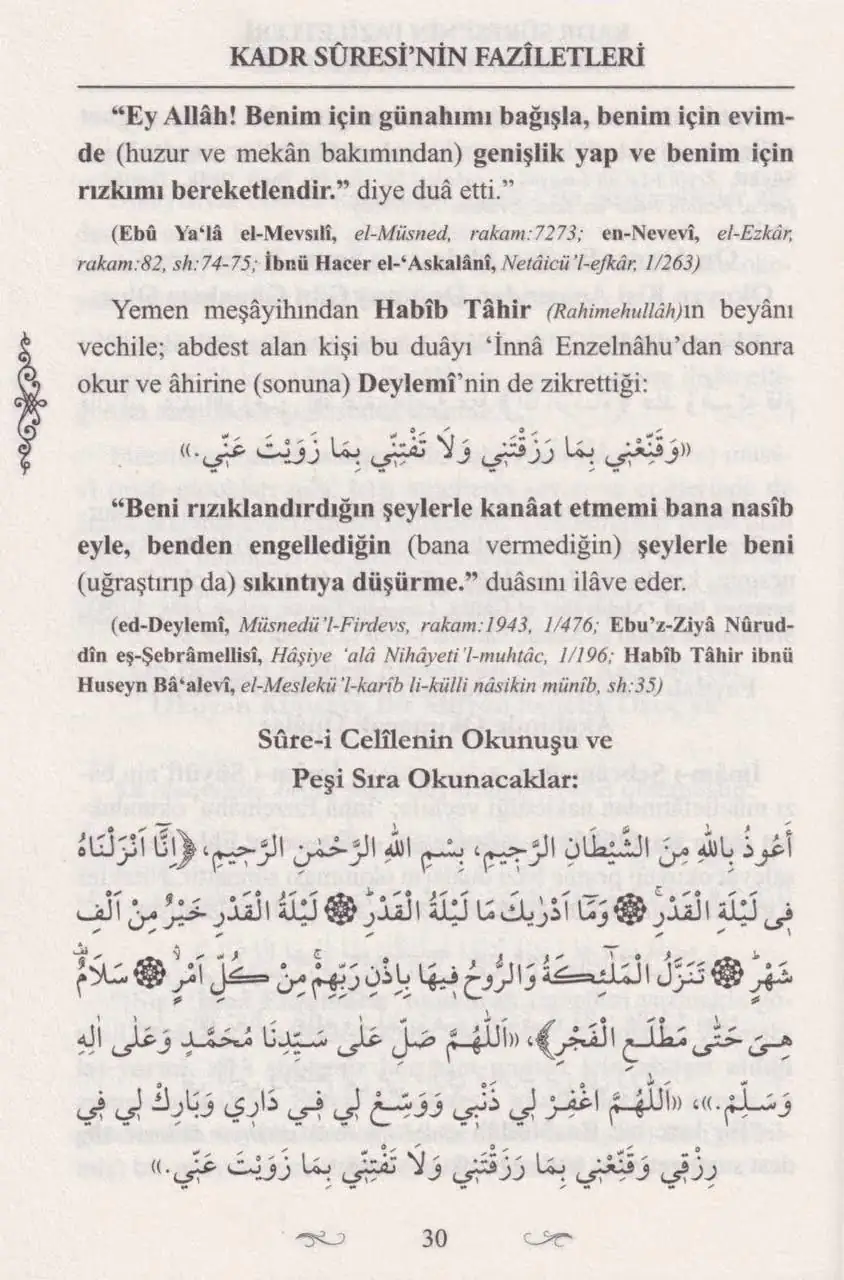 KADR SÛRESİ’NİN FAZÎLETLERİ
“Ey Allâh! Benim için günahımı bağışla, benim için evim-
de (huzur ve mekân bakımından) genişlik yap ve benim için
rızkımı bereketlendir.” diye duâ etti.”
(Ebû Ya‘lâ el-Mevsılî, el-Müsned, rakam:7273; en-Nevevî, el-Ezkâr,
rakam:82, sh:74-75; İbnü Hacer el-‘Askalânî, Netâicü’l-efkâr, 1/263)
Yemen meşâyihından Habîb Tâhir (Rahimehullâh)ın beyânı
vechile; abdest alan kişi bu duâyı ‘İnnâ Enzelnâhu’dan sonra
okur ve âhirine (sonuna) Deylemî’nin de zikrettiği:
«وَقَنِّعْنِي بِمَا رَزَقْتَنِي وَلَا تَفْتِنِّي بِمَا زَوَيْتَ عَنِّي.»
“Beni rızıklandırdığın şeylerle kanâat etmemi bana nasîb
eyle, benden engellediğin (bana vermediğin) şeylerle beni
(uğraştırıp da) sıkıntıya düşürme.” duâsını ilâve eder.
(ed-Deylemî, Müsnedü’l-Firdevs, rakam:1943, 1/476; Ebu’z-Ziyâ Nûrud-
dîn eş-Şebrâmellisî, Hâşiye ‘alâ Nihâyeti’l-muhtâc, 1/196; Habîb Tâhir ibnü
Huseyn Bâ‘alevî, el-Meslekü’l-karîb li-külli nâsikin münîb, sh:35)
Sûre-i Celîlenin Okunuşu ve
Peşi Sıra Okunacaklar:
أَعُوذُ بِاللّٰهِ مِنَ الشَّيْطَانِ الرَّجِيمِ، بِسْمِ اللّٰهِ الرَّحْمٰنِ الرَّحِيمِ، ﴿اِنَّٓا اَنْزَلْنَاهُ
فِى لَيْلَةِ الْقَدْرِۚ ۞ وَمَٓا اَدْرٰيكَ مَا لَيْلَةُ الْقَدْرِۜ ۞ لَيْلَةُ الْقَدْرِ خَيْرٌ مِنْ اَلْفِ
شَهْرٍۜ ۞ تَنَزَّلُ الْمَلٰٓئِكَةُ وَالرُّوحُ فِيهَا بِاِذْنِ رَبِّهِمْۚ مِنْ كُلِّ اَمْرٍۙ ۞ سَلَامٌ۠
هِىَ حَتّٰى مَطْلَعِ الْفَجْرِ﴾، «اَللّٰهُمَّ صَلِّ عَلٰى سَيِّدِنَا مُحَمَّدٍ وَعَلٰى اٰلِهِ
وَسَلِّمْ.»، «اَللّٰهُمَّ اغْفِرْ لِي ذَنْبِي وَوَسِّعْ لِي فِي دَارِي وَبَارِكْ لِي فِي
رِزْقِي وَقَنِّعْنِي بِمَا رَزَقْتَنِي وَلَا تَفْتِنِّي بِمَا زَوَيْتَ عَنِّي.»
30